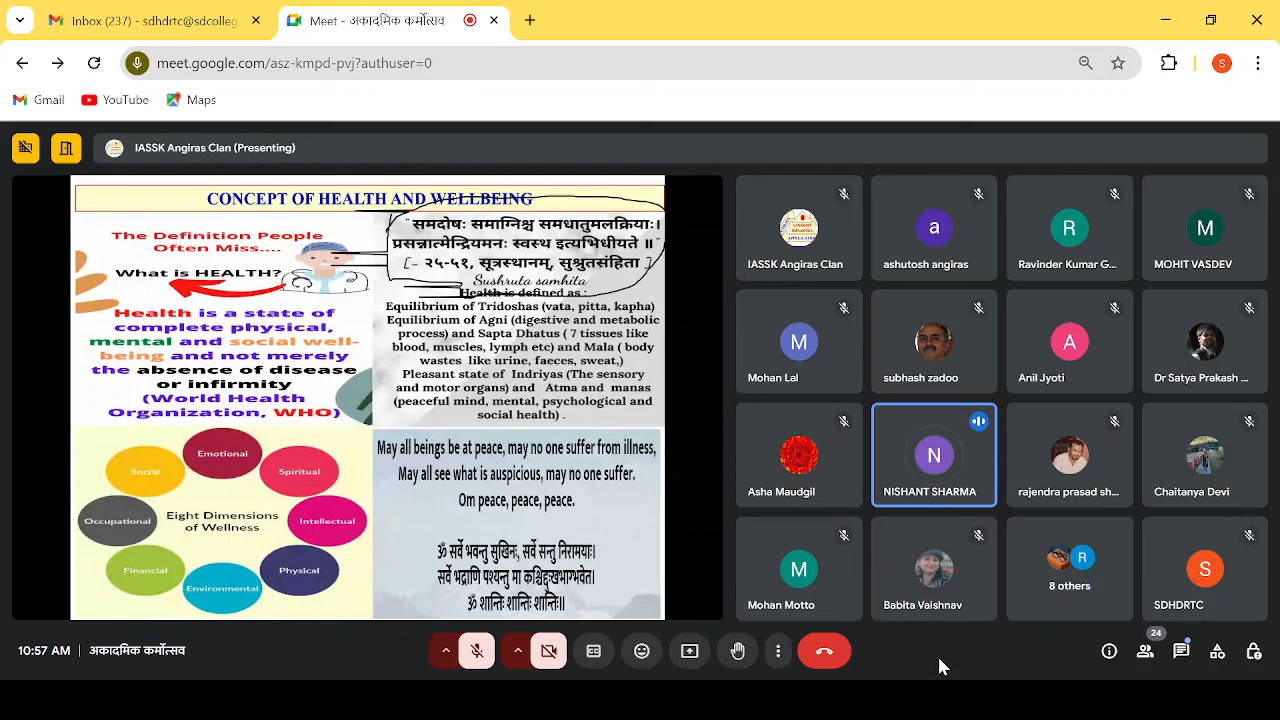 Inbox (237) - sdhdrtc@sdcolleg
Meet - अकादमिक कर्मोत्सव
meet.google.com/asz-kmpd-pvj?authuser=0
Gmail
YouTube
Maps
IASSK Angiras Clan (Presenting)
CONCEPT OF HEALTH AND WELLBEING
The Definition People
Often Miss....
What is HEALTH?
Health is a state of
complete physical,
mental and social well-
being and not merely
the absence of disease
or infirmity
(World Health
Organization, WHO)
" समदोषः समाग्निश्च समधातुमलक्रियाः।
प्रसन्नात्मेन्द्रियमनः स्वस्थ इत्यभिधीयते ॥"
[- २५-५१, सूत्रस्थानम्, सुश्रुतसंहिता ]
Sushruta samhita
Health is defined as :
Equilibrium of Tridoshas (vata, pitta, kapha)
Equilibrium of Agni (digestive and metabolic
process) and Sapta Dhatus ( 7 tissues like
blood, muscles, lymph etc) and Mala ( body
wastes like urine, faeces, sweat,)
Pleasant state of Indriyas (The sensory
and motor organs) and Atma and manas
(peaceful mind, mental, psychological and
social health) .
Emotional
Social
Spiritual
Occupational
Eight Dimensions
of Wellness
Intellectual
Financial
Physical
Environmental
May all beings be at peace, may no one suffer from illness,
May all see what is auspicious, may no one suffer.
Om peace, peace, peace.
ॐ सर्वे भवन्तु सुखिनः, सर्वे सन्तु निरामयाः।
सर्वे भद्राणि पश्यन्तु मा कश्चिद्दुःखभाग्भवेत।
ॐ शान्तिः शान्तिः शान्तिः॥
IASSK Angiras Clan
ashutosh angiras
Ravinder Kumar G...
MOHIT VASDEV
Mohan Lal
subhash zadoo
Anil Jyoti
Dr Satya Prakash ...
Asha Maudgil
NISHANT SHARMA
rajendra prasad sh...
Chaitanya Devi
Mohan Motto
Babita Vaishnav
8 others
SDHDRTC
10:57 AM
अकादमिक कर्मोत्सव
24